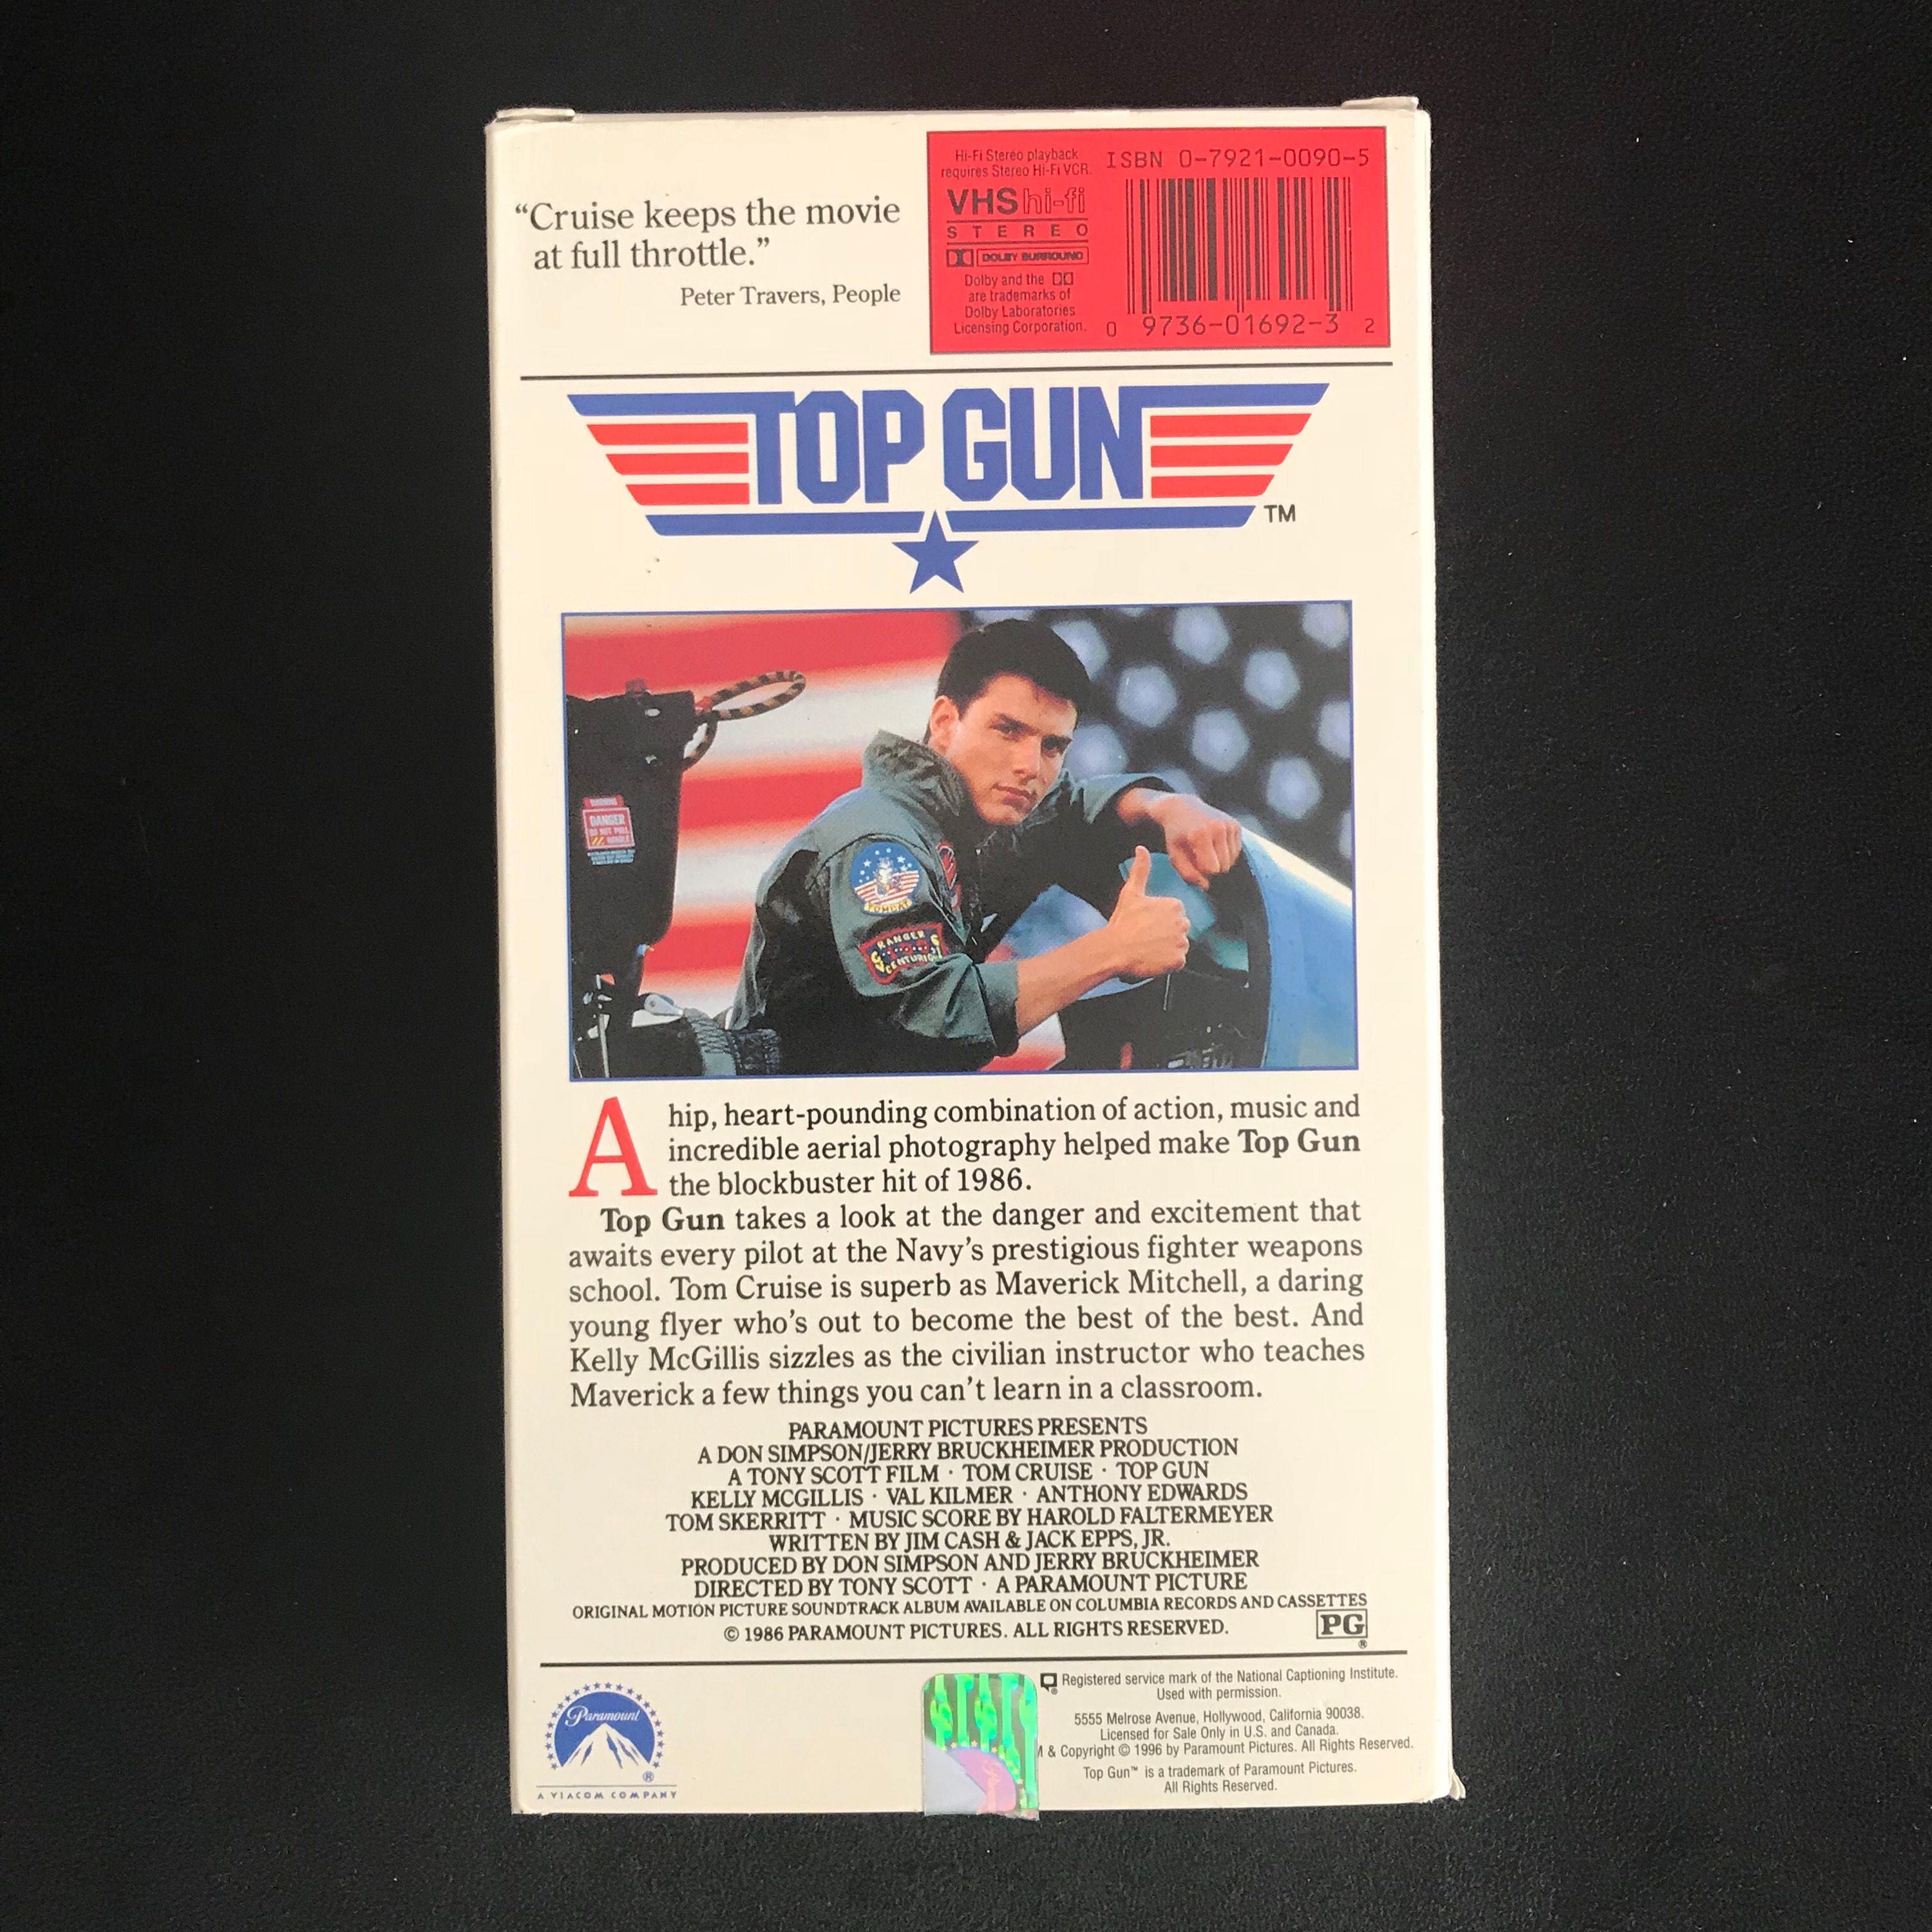 “Cruise keeps the movie
at full throttle.”
Peter Travers, People
Hi-Fi Stereo playback
requires Stereo Hi-Fi VCR.
VHS hi-fi
STEREO
DOLBY SURROUND
Dolby and the
are trademarks of
Dolby Laboratories
Licensing Corporation.
ISBN 0-7921-0090-5
0 9736-01692-3 2
TOP GUN
TM
DANGER
TOMCAT
RANGER
CENTURION
A hip, heart-pounding combination of action, music and
incredible aerial photography helped make Top Gun
the blockbuster hit of 1986.
Top Gun takes a look at the danger and excitement that
awaits every pilot at the Navy’s prestigious fighter weapons
school. Tom Cruise is superb as Maverick Mitchell, a daring
young flyer who’s out to become the best of the best. And
Kelly McGillis sizzles as the civilian instructor who teaches
Maverick a few things you can’t learn in a classroom.
PARAMOUNT PICTURES PRESENTS
A DON SIMPSON/JERRY BRUCKHEIMER PRODUCTION
A TONY SCOTT FILM · TOM CRUISE · TOP GUN
KELLY MCGILLIS · VAL KILMER · ANTHONY EDWARDS
TOM SKERRITT · MUSIC SCORE BY HAROLD FALTERMEYER
WRITTEN BY JIM CASH & JACK EPPS, JR.
PRODUCED BY DON SIMPSON AND JERRY BRUCKHEIMER
DIRECTED BY TONY SCOTT · A PARAMOUNT PICTURE
ORIGINAL MOTION PICTURE SOUNDTRACK ALBUM AVAILABLE ON COLUMBIA RECORDS AND CASSETTES
© 1986 PARAMOUNT PICTURES. ALL RIGHTS RESERVED.
PG
®
Paramount
®
A VIACOM COMPANY
Registered service mark of the National Captioning Institute.
Used with permission.
5555 Melrose Avenue, Hollywood, California 90038.
Licensed for Sale Only in U.S. and Canada.
& Copyright © 1996 by Paramount Pictures. All Rights Reserved.
Top Gun™ is a trademark of Paramount Pictures.
All Rights Reserved.